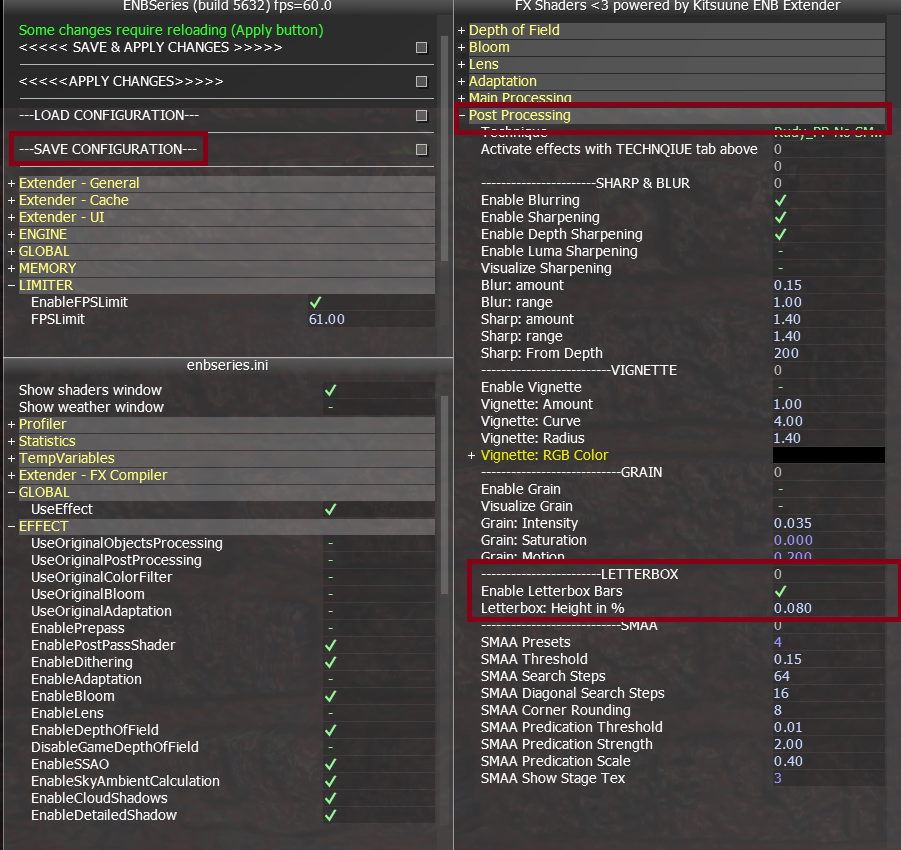 ENBSeries (build 5632) fps=60.0
Some changes require reloading (Apply button)
<<<<< SAVE & APPLY CHANGES >>>>>
<<<<<APPLY CHANGES>>>>>
---LOAD CONFIGURATION---
---SAVE CONFIGURATION---
+ Extender - General
+ Extender - Cache
+ Extender - UI
+ ENGINE
+ GLOBAL
+ MEMORY
- LIMITER
EnableFPSLimit
FPSLimit 61.00
enbseries.ini
Show shaders window
Show weather window -
+ Profiler
+ Statistics
+ TempVariables
+ Extender - FX Compiler
- GLOBAL
UseEffect
- EFFECT
UseOriginalObjectsProcessing -
UseOriginalPostProcessing -
UseOriginalColorFilter -
UseOriginalBloom -
UseOriginalAdaptation -
EnablePrepass -
EnablePostPassShader
EnableDithering
EnableAdaptation -
EnableBloom
EnableLens -
EnableDepthOfField
DisableGameDepthOfField -
EnableSSAO
EnableSkyAmbientCalculation
EnableCloudShadows
EnableDetailedShadow
FX Shaders <3 powered by Kitsuune ENB Extender
+ Depth of Field
+ Bloom
+ Lens
+ Adaptation
+ Main Processing
- Post Processing
Technique Rudy_PP No SM...
Activate effects with TECHNQIUE tab above 0
0
-----------------------SHARP & BLUR 0
Enable Blurring
Enable Sharpening
Enable Depth Sharpening
Enable Luma Sharpening -
Visualize Sharpening -
Blur: amount 0.15
Blur: range 1.00
Sharp: amount 1.40
Sharp: range 1.40
Sharp: From Depth 200
--------------------------VIGNETTE 0
Enable Vignette -
Vignette: Amount 1.00
Vignette: Curve 4.00
Vignette: Radius 1.40
+ Vignette: RGB Color
----------------------------GRAIN 0
Enable Grain -
Visualize Grain -
Grain: Intensity 0.035
Grain: Saturation 0.000
Grain: Motion 0.200
------------------------LETTERBOX 0
Enable Letterbox Bars
Letterbox: Height in % 0.080
----------------------------SMAA 0
SMAA Presets 4
SMAA Threshold 0.15
SMAA Search Steps 64
SMAA Diagonal Search Steps 16
SMAA Corner Rounding 8
SMAA Predication Threshold 0.01
SMAA Predication Strength 2.00
SMAA Predication Scale 0.40
SMAA Show Stage Tex 3